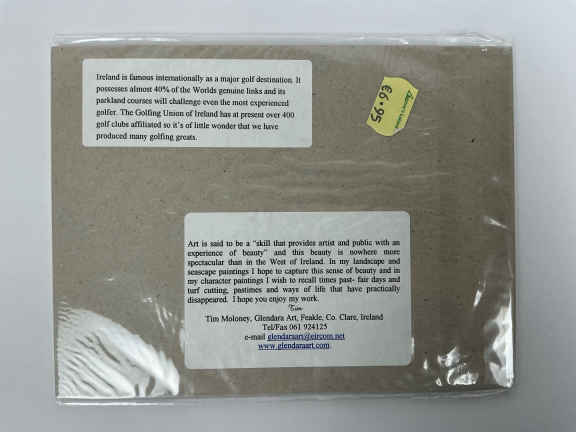 Ireland is famous internationally as a major golf destination. It
possesses almost 40% of the Worlds genuine links and its
parkland courses will challenge even the most experienced
golfer. The Golfing Union of Ireland has at present over 400
golf clubs affiliated so it's of little wonder that we have
produced many golfing greats.
€6.95
Art is said to be a "skill that provides artist and public with an
experience of beauty" and this beauty is nowhere more
spectacular than in the West of Ireland. In my landscape and
seascape paintings I hope to capture this sense of beauty and in
my character paintings I wish to recall times past- fair days and
turf cutting, pastimes and ways of life that have practically
disappeared. I hope you enjoy my work.
Tim
Tim Moloney, Glendara Art, Feakle, Co. Clare, Ireland
Tel/Fax 061 924125
e-mail glendaraart@eircom.net
www.glendaraart.com.